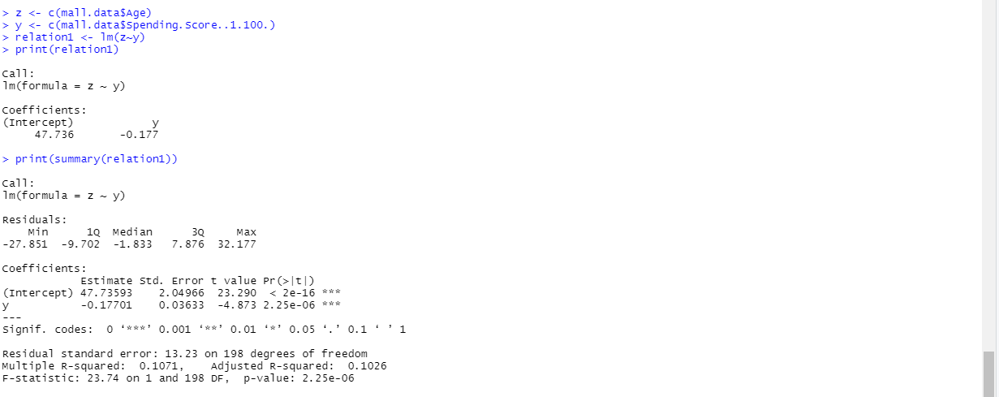 > z <- c(mall.data$Age)
> y <- c(mall.data$Spending.Score..1.100.)
> relation1 <- lm(z~y)
> print(relation1)

Call:
lm(formula = z ~ y)

Coefficients:
(Intercept)            y
     47.736       -0.177

> print(summary(relation1))

Call:
lm(formula = z ~ y)

Residuals:
    Min      1Q  Median      3Q     Max
-27.851  -9.702  -1.833   7.876  32.177

Coefficients:
            Estimate Std. Error t value Pr(>|t|)
(Intercept) 47.73593    2.04966  23.290  < 2e-16 ***
y           -0.17701    0.03633  -4.873 2.25e-06 ***
---
Signif. codes:  0 ‘***’ 0.001 ‘**’ 0.01 ‘*’ 0.05 ‘.’ 0.1 ‘ ’ 1

Residual standard error: 13.23 on 198 degrees of freedom
Multiple R-squared:  0.1071,    Adjusted R-squared:  0.1026
F-statistic: 23.74 on 1 and 198 DF,  p-value: 2.25e-06